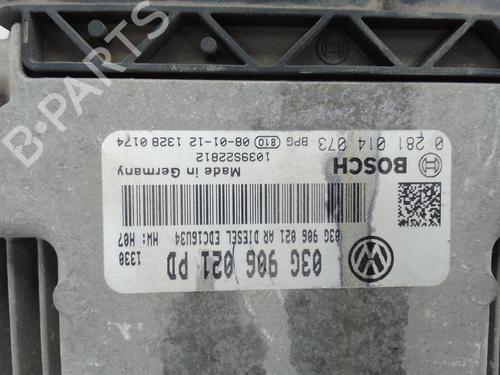 03G 906 021 PD
1330
03G 906 021 AR DIESEL EDC16U34 HW: H07
Made in Germany
1039S22812
BOSCH
0 281 014 073 BPG 810 08-01-12 1328 0174
B-PARTS